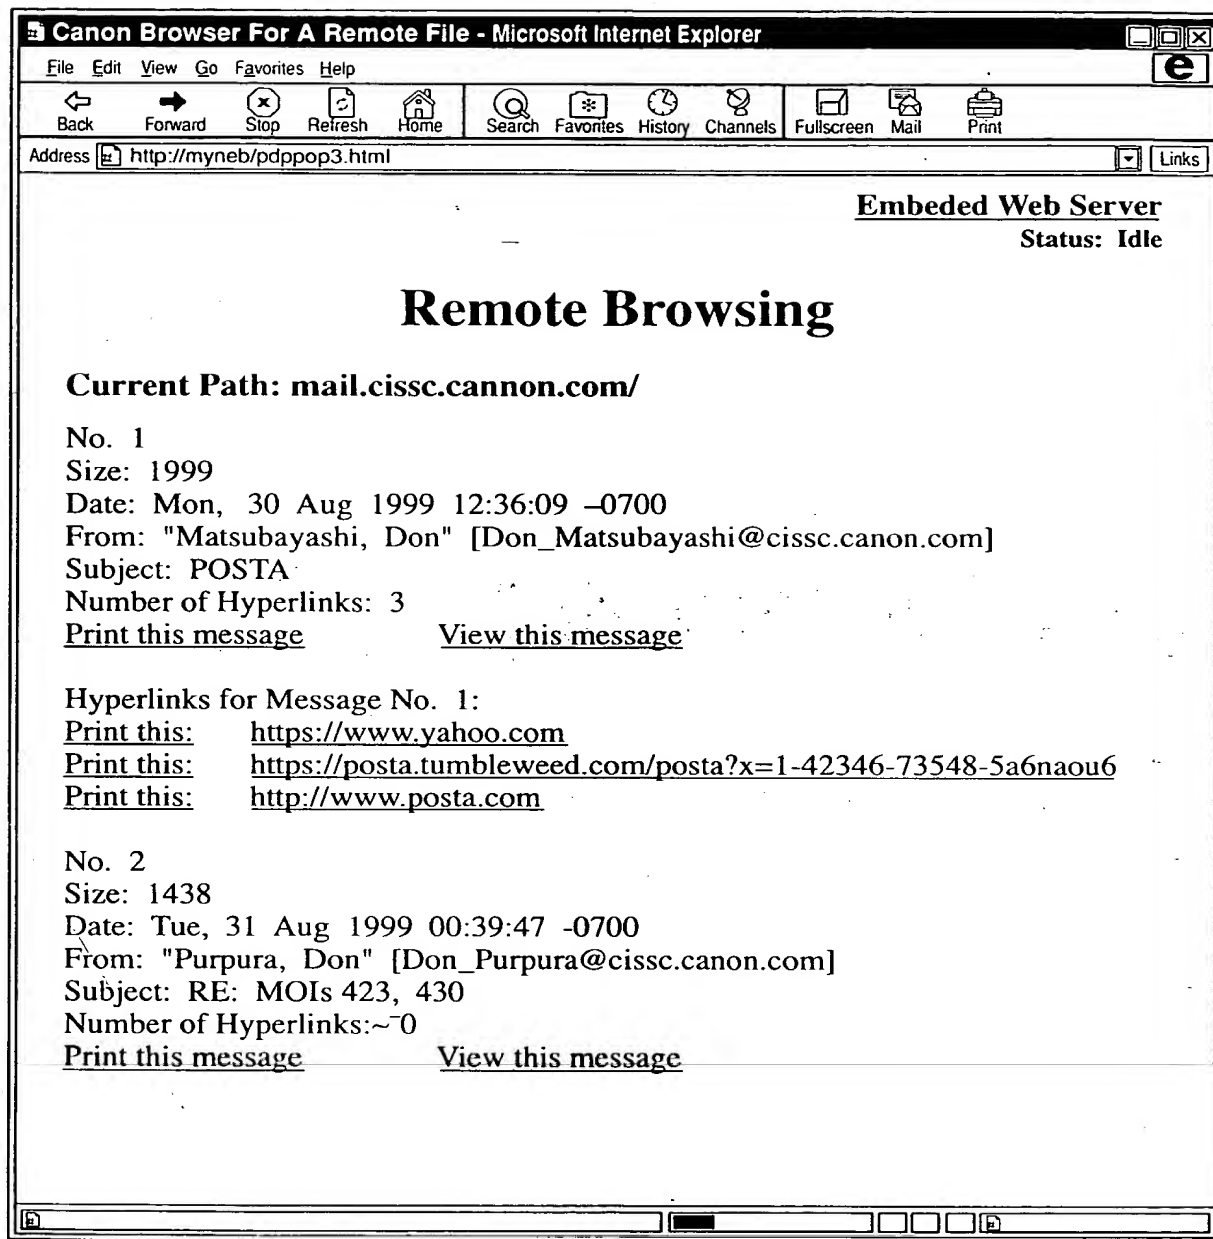 Canon Browser For A Remote File - Microsoft Internet Explorer
File Edit View Go Favorites Help
Back Forward Stop Refresh Home Search Favorites History Channels Fullscreen Mail Print
Address http://myneb/pdppop3.html Links
Embeded Web Server
Status: Idle
Remote Browsing
Current Path: mail.cissc.cannon.com/
No. 1
Size: 1999
Date: Mon, 30 Aug 1999 12:36:09 –0700
From: "Matsubayashi, Don" [Don_Matsubayashi@cissc.canon.com]
Subject: POSTA
Number of Hyperlinks: 3
Print this message View this message
Hyperlinks for Message No. 1:
Print this: https://www.yahoo.com
Print this: https://posta.tumbleweed.com/posta?x=1-42346-73548-5a6naou6
Print this: http://www.posta.com
No. 2
Size: 1438
Date: Tue, 31 Aug 1999 00:39:47 -0700
From: "Purpura, Don" [Don_Purpura@cissc.canon.com]
Subject: RE: MOIs 423, 430
Number of Hyperlinks:~ 0
Print this message View this message